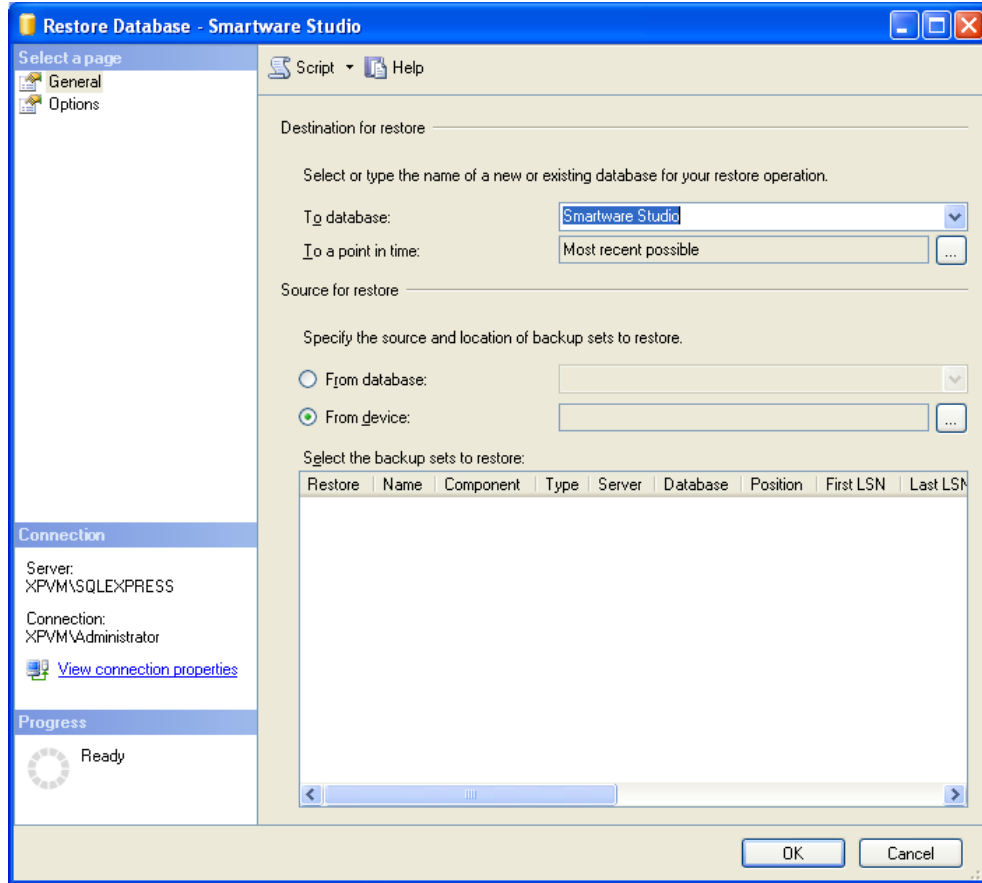 Restore Database - Smartware Studio
Select a page
General
Options
Script
Help
Destination for restore
Select or type the name of a new or existing database for your restore operation.
To database:
Smartware Studio
To a point in time:
Most recent possible
...
Source for restore
Specify the source and location of backup sets to restore.
From database:
From device:
...
Select the backup sets to restore:
Restore Name Component Type Server Database Position First LSN Last LSN
Connection
Server:
XPVM\SQLEXPRESS
Connection:
XPVM\Administrator
View connection properties
Progress
Ready
OK
Cancel